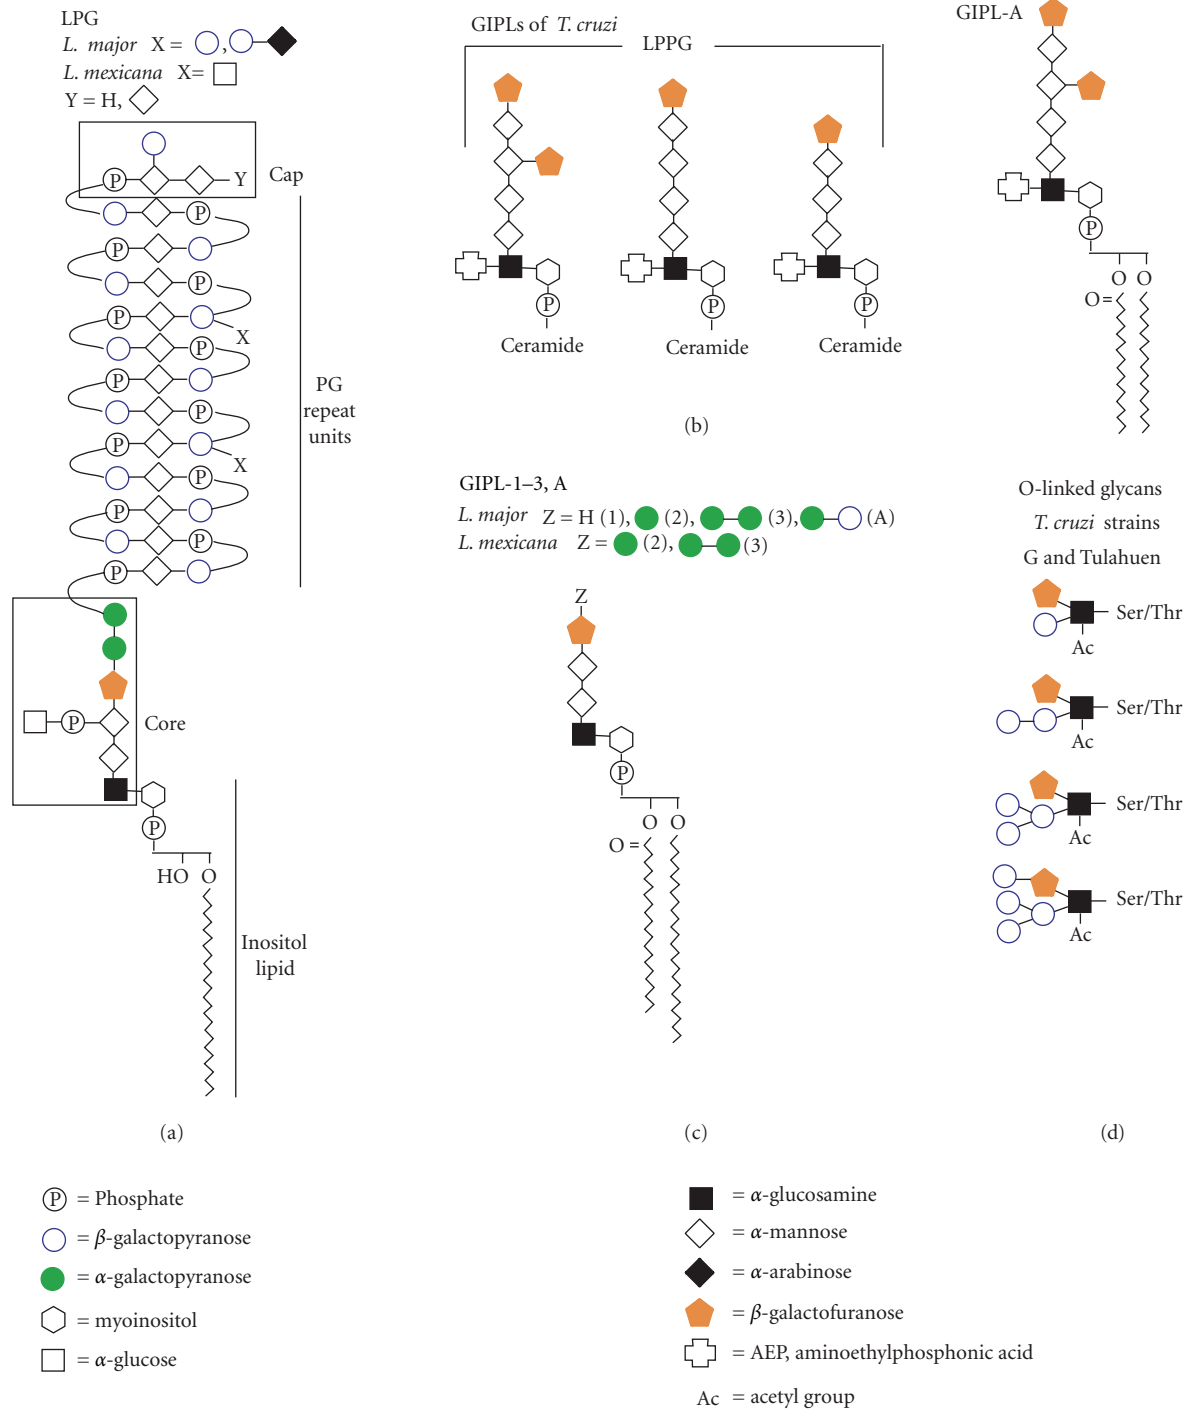 LPG
L. major X = ,
L. mexicana X=
Y = H,
P
Y
Cap
P
P
P
P
X
P
P
P
P
X
P
P
P
P
PG
repeat
units
P
Core
P
HO O
Inositol
lipid
(a)
GIPLs of T. cruzi
LPPG
P
Ceramide
P
Ceramide
P
Ceramide
(b)
GIPL-A
P
O O
O =
GIPL-1–3, A
L. major Z = H (1), (2), (3), (A)
L. mexicana Z = (2), (3)
Z
P
O O
O =
(c)
O-linked glycans
T. cruzi strains
G and Tulahuen
Ser/Thr
Ac
Ser/Thr
Ac
Ser/Thr
Ac
Ser/Thr
Ac
(d)
P = Phosphate
= β-galactopyranose
= α-galactopyranose
= myoinositol
= α-glucose
= α-glucosamine
= α-mannose
= α-arabinose
= β-galactofuranose
= AEP, aminoethylphosphonic acid
Ac = acetyl group